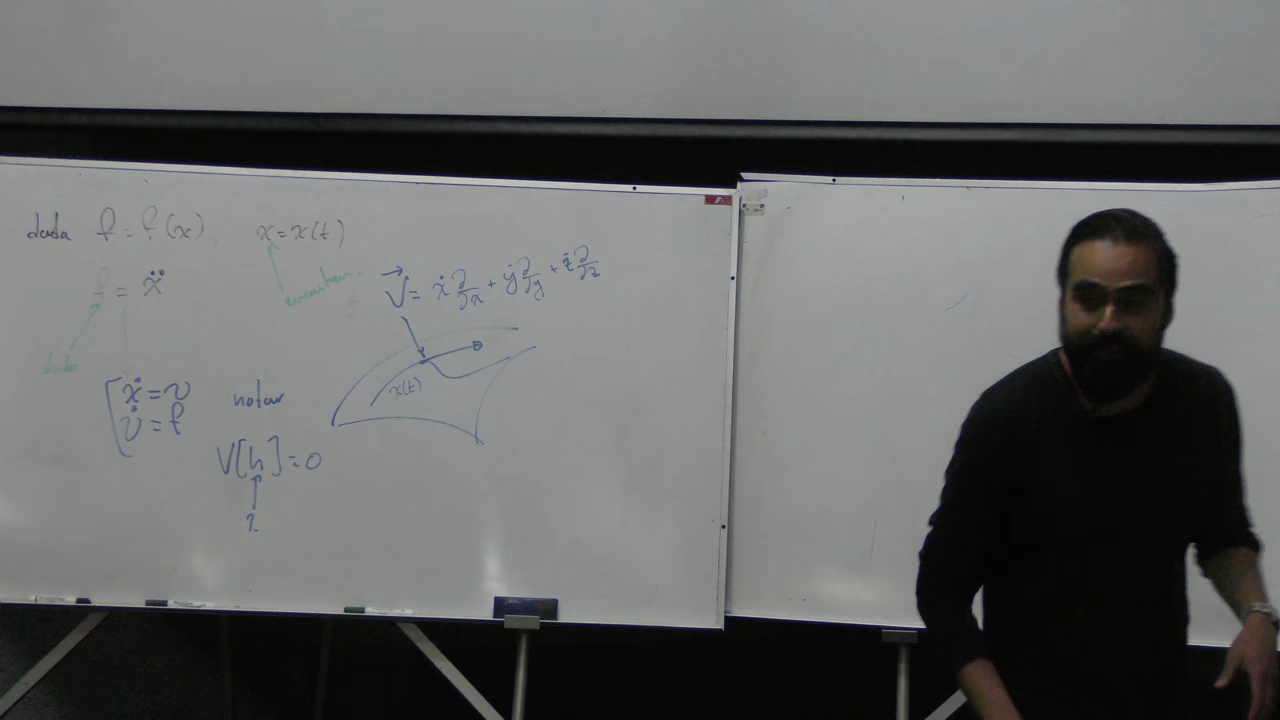 dada f = f(x) x = x(t)
f = ẍ
encontrar
dado
V⃗ = ẋ ∂/∂x + ẏ ∂/∂y + ż ∂/∂z
x(t)
ẋ = v
v̇ = f
notar
V[h] = 0
?